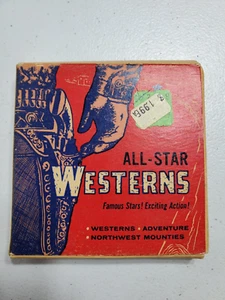 ALL-STAR
WESTERNS
Famous Stars! Exciting Action!
• WESTERNS • ADVENTURE
• NORTHWEST MOUNTIES